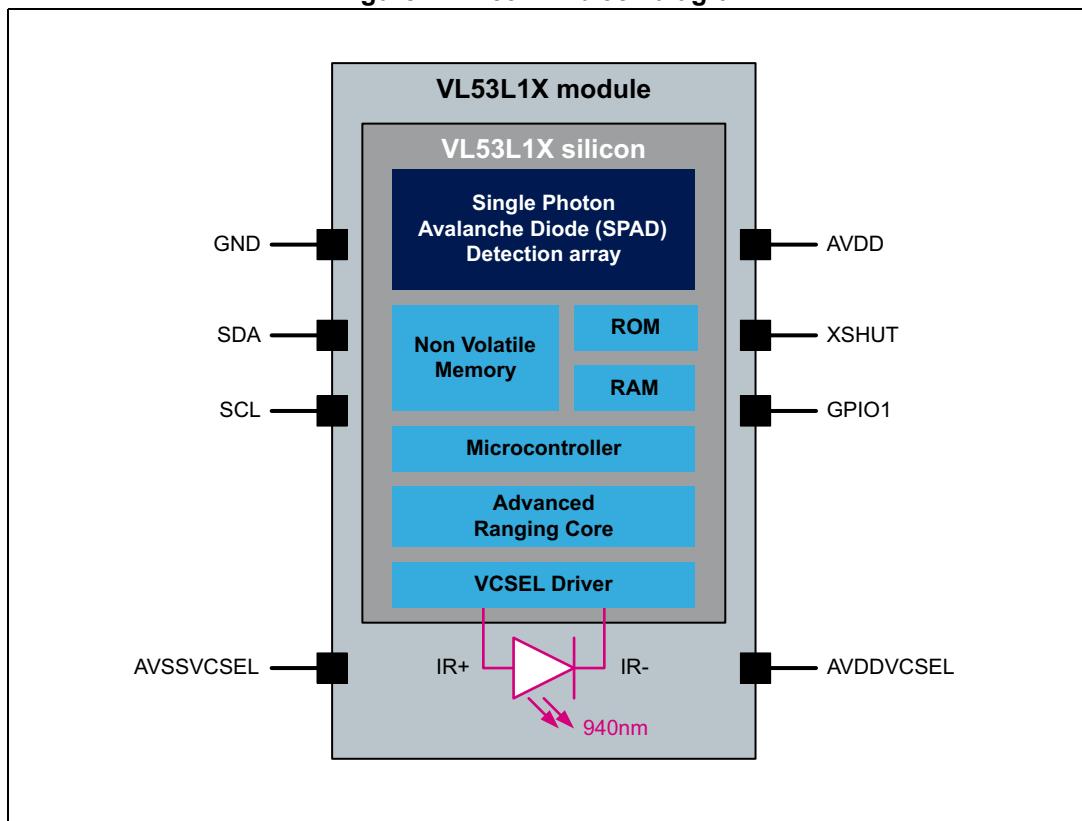 VL53L1X module
VL53L1X silicon
Single Photon
Avalanche Diode (SPAD)
Detection array
GND
AVDD
SDA
Non Volatile
Memory
ROM
XSHUT
SCL
RAM
GPIO1
Microcontroller
Advanced
Ranging Core
VCSEL Driver
AVSSVCSEL
IR+
IR-
AVDDVCSEL
940nm